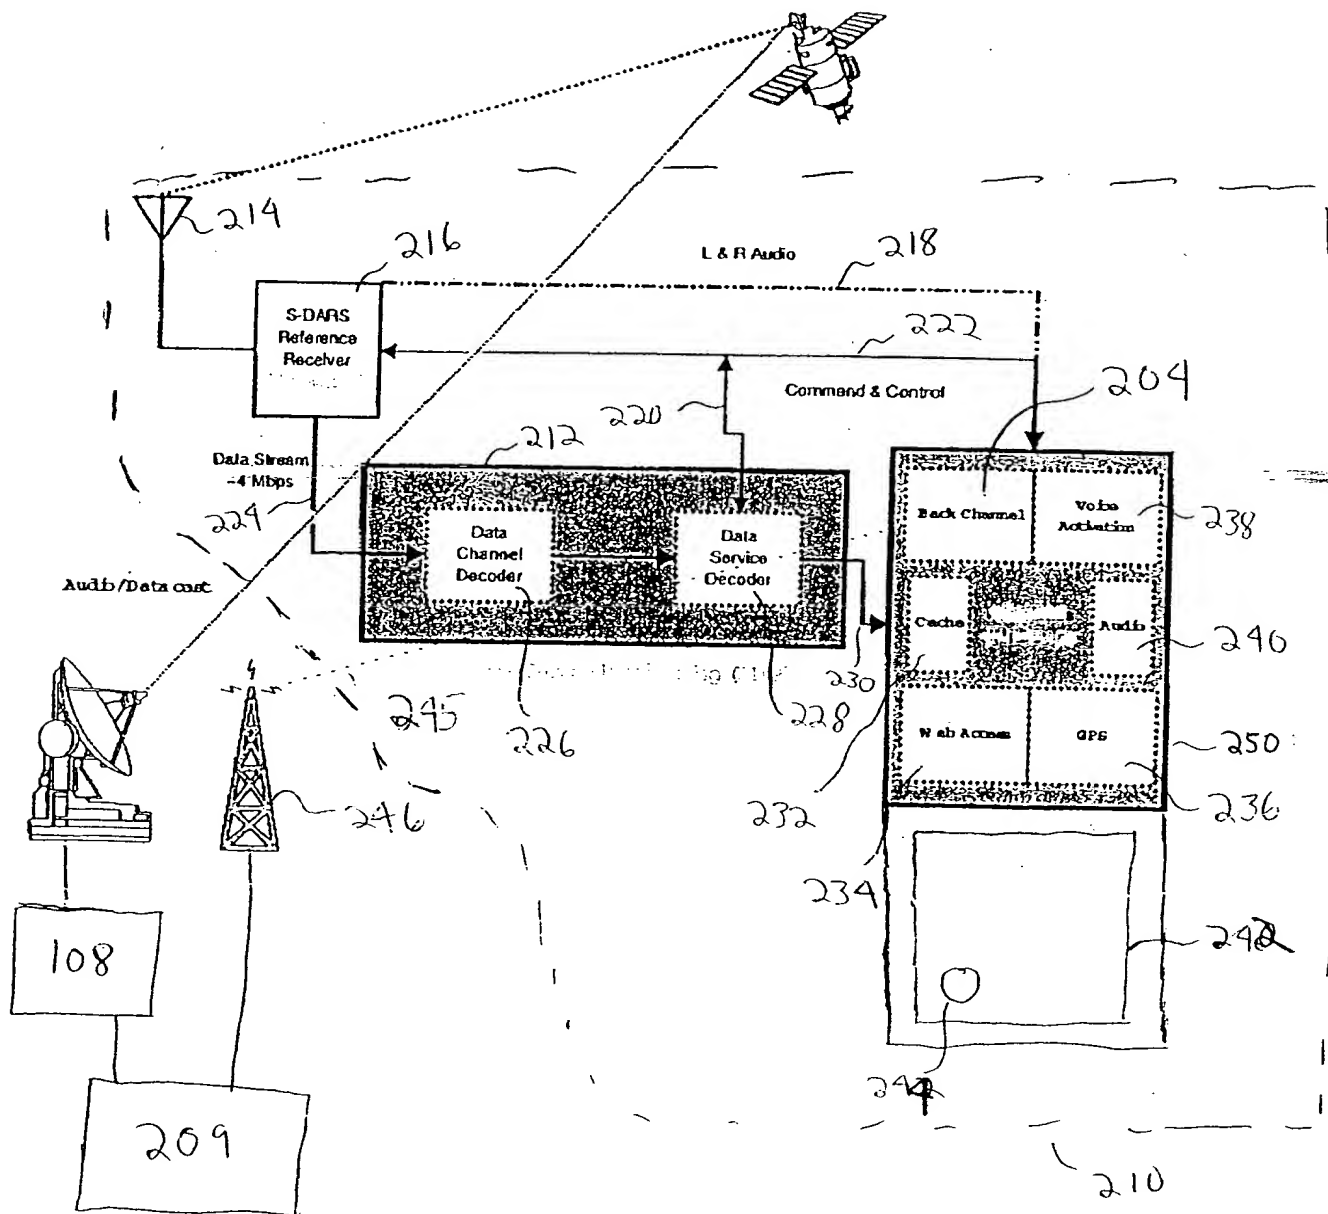 214
216
L & R Audio
218
S-DARS
Reference
Receiver
222
204
Command & Control
220
212
Data Stream
~4 Mbps
224
Back Channel
Voice
Activation
238
Data
Channel
Decoder
Data
Service
Decoder
Audio/Data cast
Cache
Audio
240
230
245
226
228
Web Access
GPS
250
246
232
236
234
108
242
244
209
210